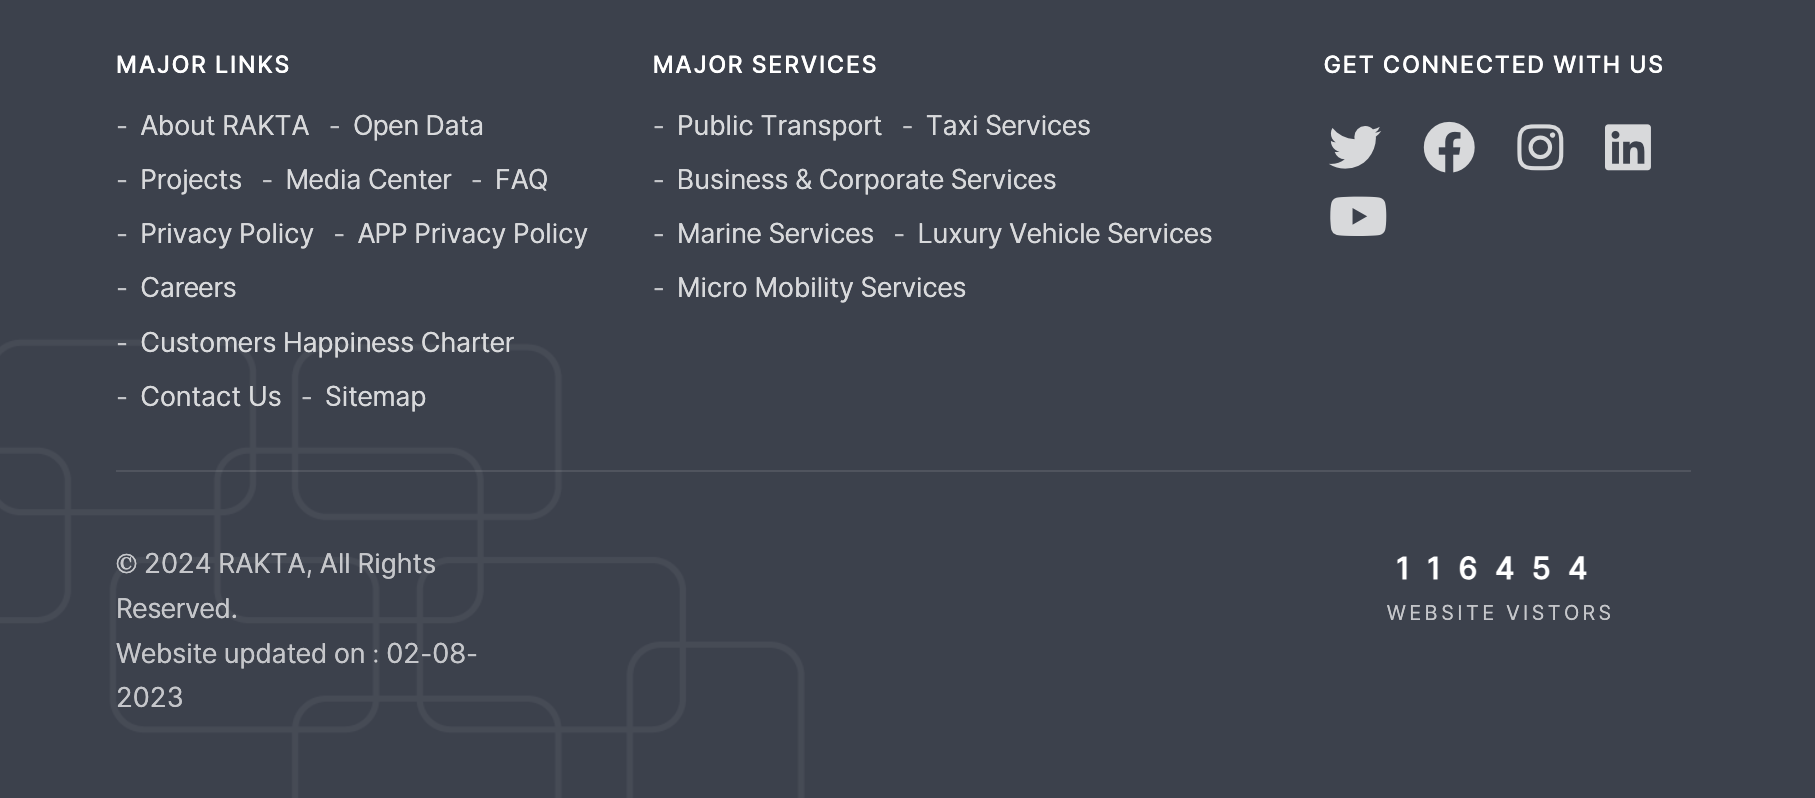 MAJOR LINKS
- About RAKTA - Open Data
- Projects - Media Center - FAQ
- Privacy Policy - APP Privacy Policy
- Careers
- Customers Happiness Charter
- Contact Us - Sitemap
MAJOR SERVICES
- Public Transport - Taxi Services
- Business & Corporate Services
- Marine Services - Luxury Vehicle Services
- Micro Mobility Services
GET CONNECTED WITH US
© 2024 RAKTA, All Rights
Reserved.
Website updated on : 02-08-
2023
1 1 6 4 5 4
WEBSITE VISTORS